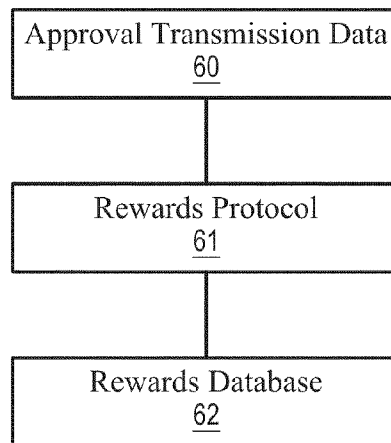 Approval Transmission Data
60
Rewards Protocol
61
Rewards Database
62